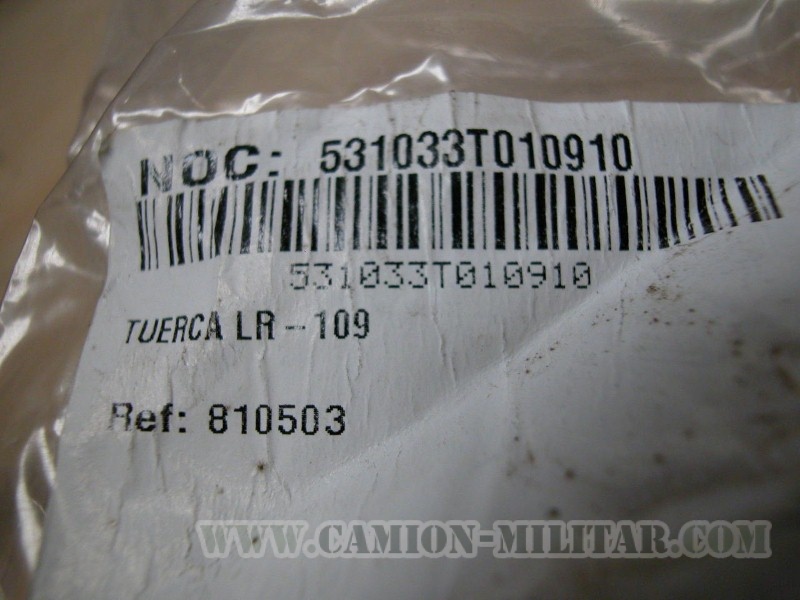 NOC: 531033T010910
531033T010910
TUERCA LR-109
Ref: 810503
WWW.CAMION-MILITAR.COM